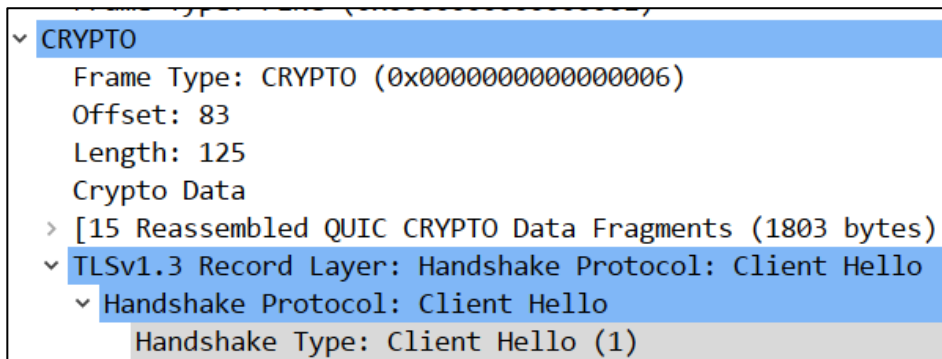 CRYPTO
Frame Type: CRYPTO (0x0000000000000006)
Offset: 83
Length: 125
Crypto Data
[15 Reassembled QUIC CRYPTO Data Fragments (1803 bytes)
TLSv1.3 Record Layer: Handshake Protocol: Client Hello
Handshake Protocol: Client Hello
Handshake Type: Client Hello (1)